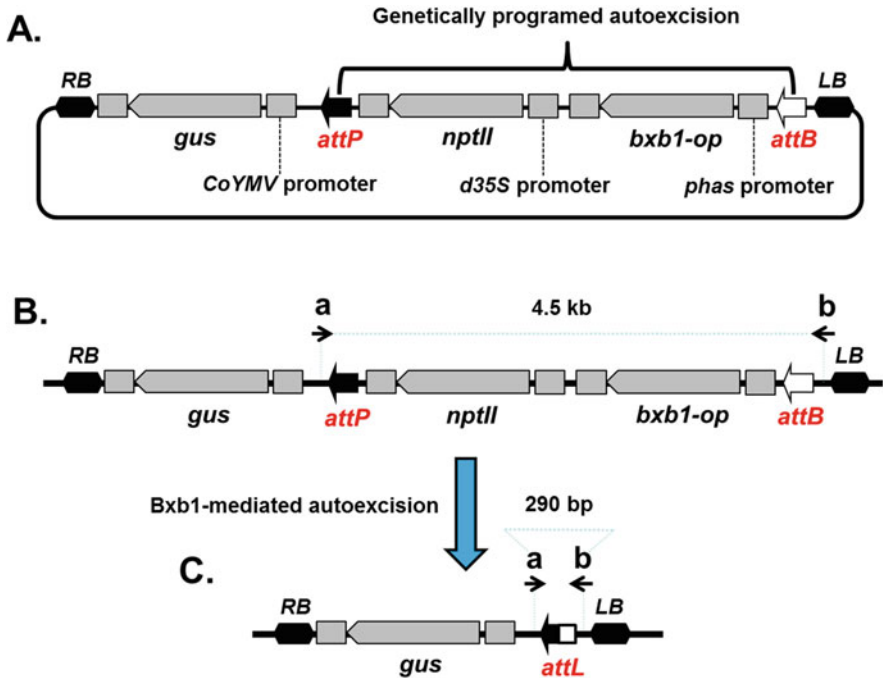 A.
Genetically programed autoexcision
RB
LB
gus
attP
nptII
bxb1-op
attB
CoYMV promoter
d35S promoter
phas promoter
B.
a
4.5 kb
b
RB
LB
gus
attP
nptII
bxb1-op
attB
Bxb1-mediated autoexcision
290 bp
C.
a
b
RB
LB
gus
attL